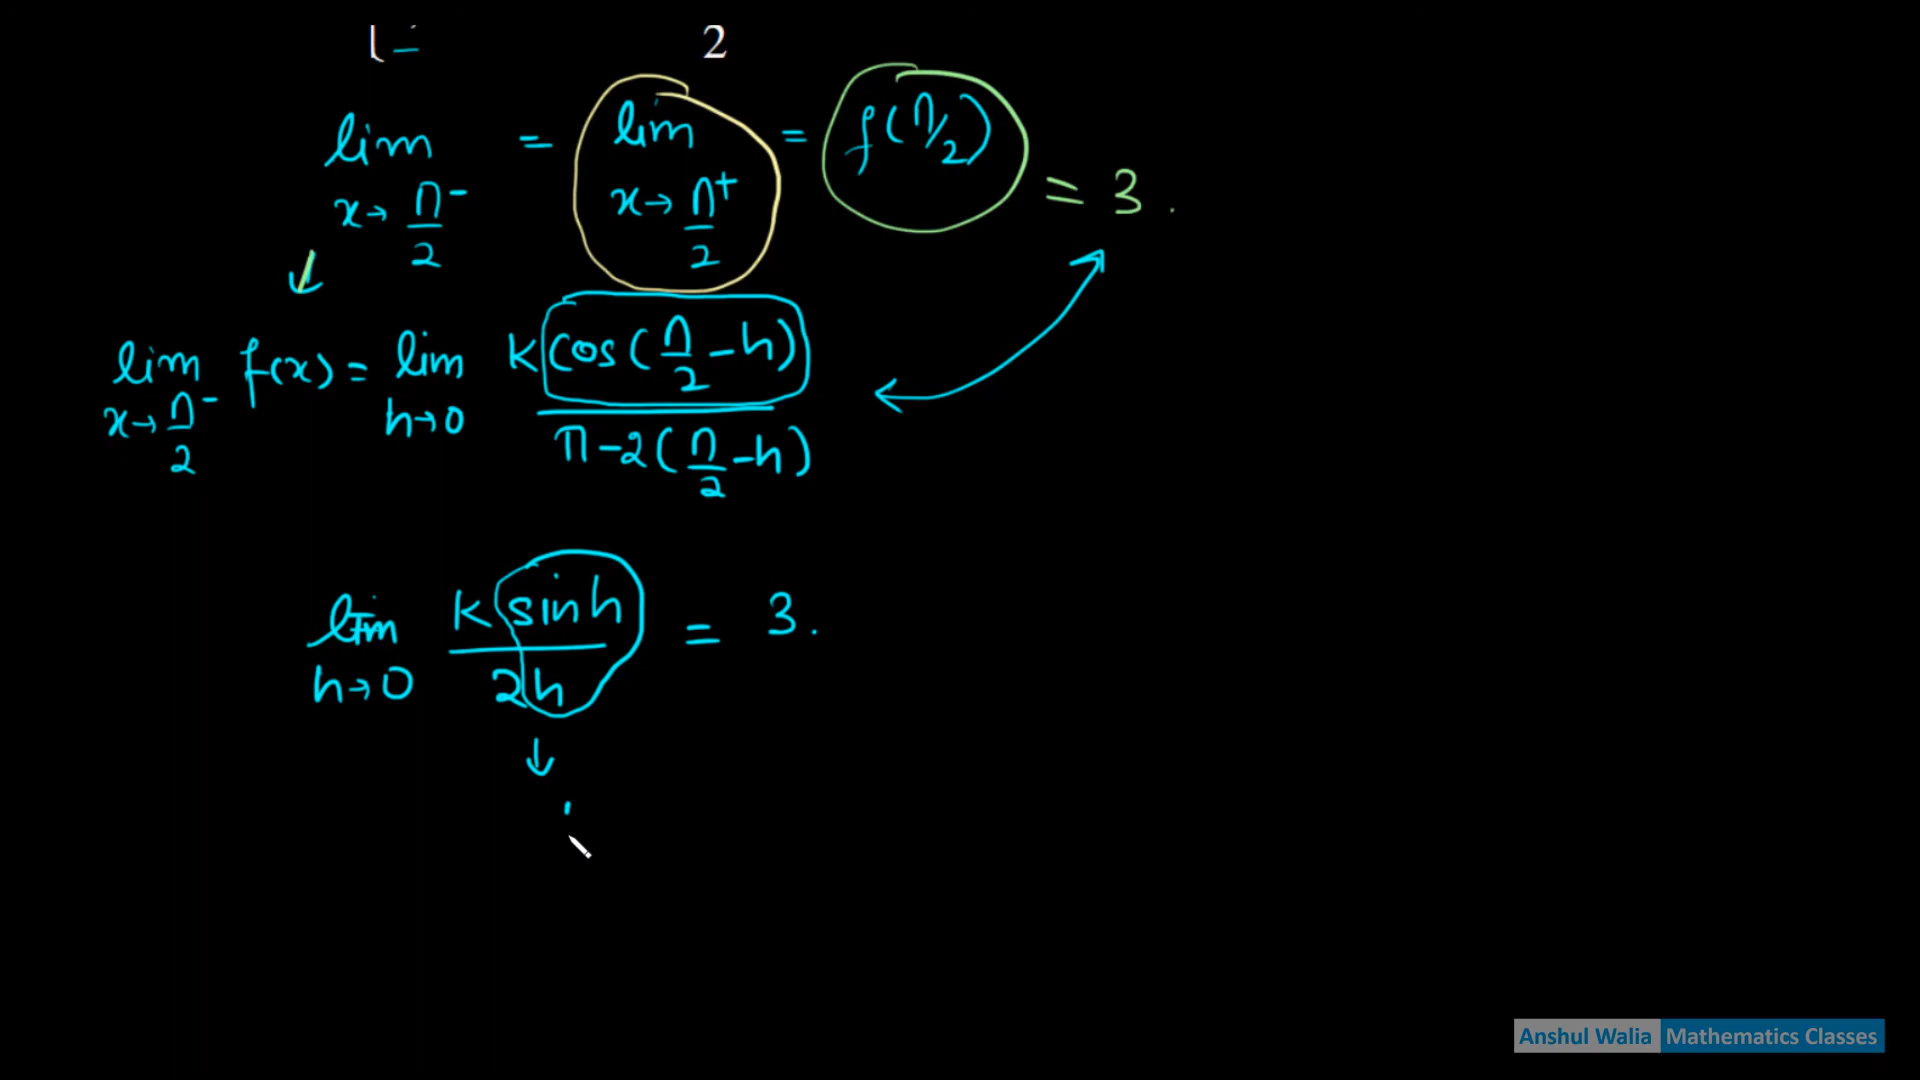 2
lim x→π/2⁻ = lim x→π/2⁺ = f(π/2) = 3.
lim x→π/2⁻ f(x) = lim h→0 K cos(π/2 - h) / π - 2(π/2 - h)
lim h→0 K sin h / 2h = 3.
Anshul Walia Mathematics Classes